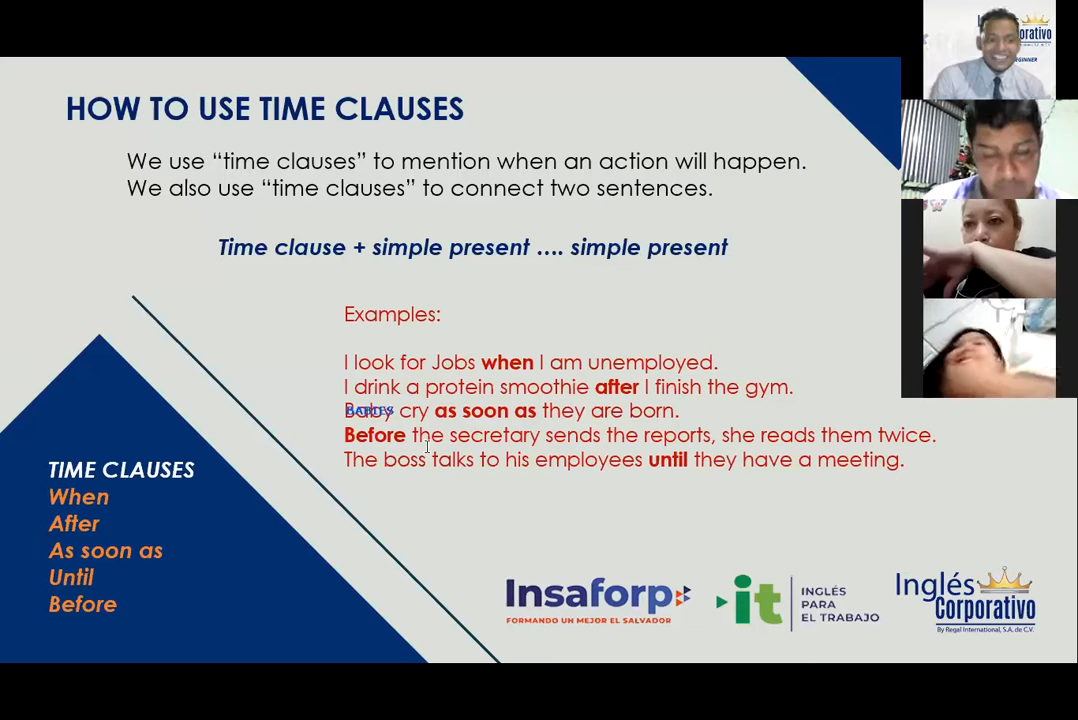 HOW TO USE TIME CLAUSES
We use “time clauses” to mention when an action will happen.
We also use “time clauses” to connect two sentences.
Time clause + simple present …. simple present
Examples:
I look for Jobs when I am unemployed.
I drink a protein smoothie after I finish the gym.
Baby cry as soon as they are born.
BABIES
Before the secretary sends the reports, she reads them twice.
The boss talks to his employees until they have a meeting.
TIME CLAUSES
When
After
As soon as
Until
Before
Insaforp
FORMANDO UN MEJOR EL SALVADOR
it
INGLÉS
PARA
EL TRABAJO
Inglés
Corporativo
By Regal International, S.A. de C.V.